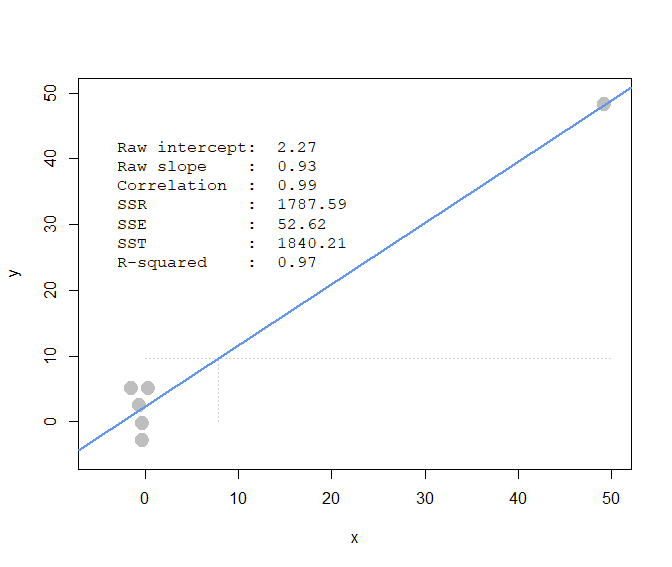 50
40
30
20
10
0
y
Raw intercept: 2.27
Raw slope    : 0.93
Correlation  : 0.99
SSR          : 1787.59
SSE          : 52.62
SST          : 1840.21
R-squared    : 0.97
0 10 20 30 40 50
x